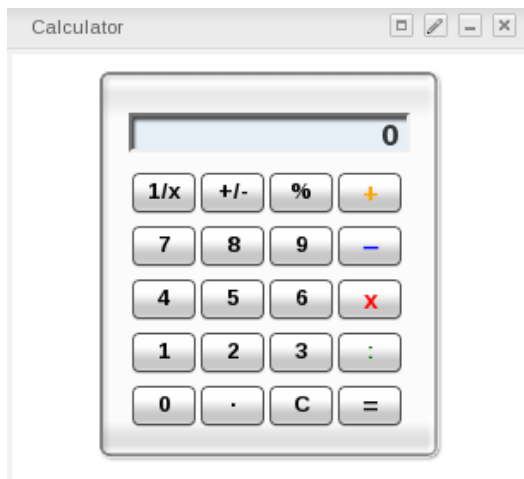 Calculator
0
1/x +/- % +
7 8 9 –
4 5 6 x
1 2 3 :
0 . C =